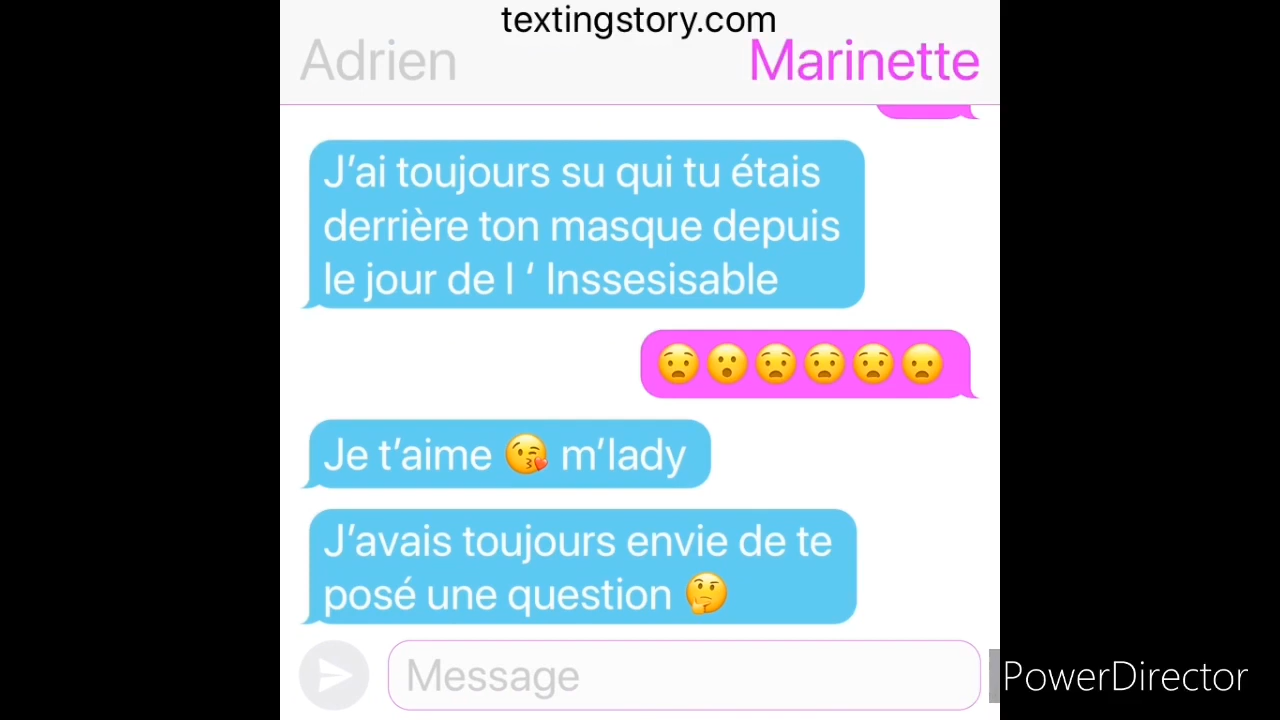 textingstory.com
Adrien Marinette
J'ai toujours su qui tu étais
derrière ton masque depuis
le jour de l ‘ Inssesisable
😧😮😧😧😧😦
Je t'aime 😘 m'lady
J'avais toujours envie de te
posé une question 🤔
Message
PowerDirector